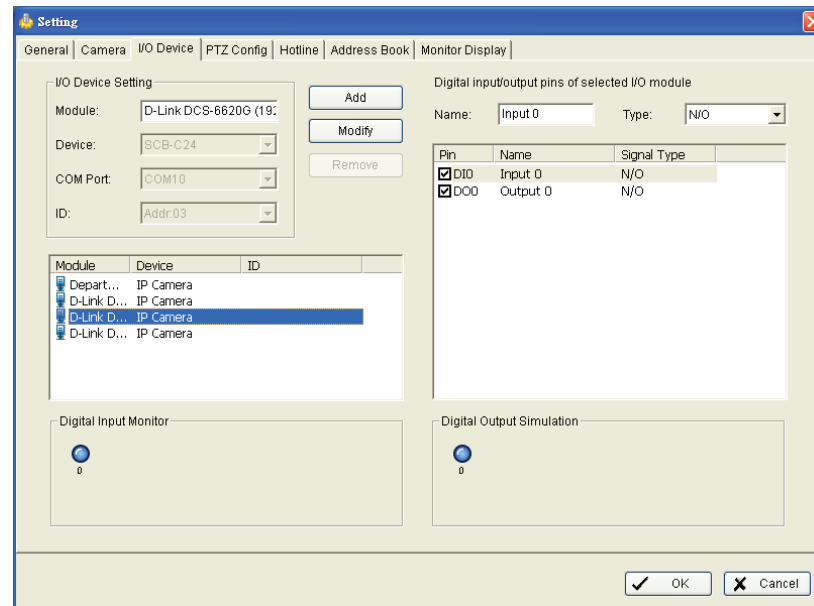 Setting
General Camera I/O Device PTZ Config Hotline Address Book Monitor Display
I/O Device Setting
Module: D-Link DCS-6620G (192
Device: SCB-C24
COM Port: COM10
ID: Addr:03
Add
Modify
Remove
Module Device ID
Depart... IP Camera
D-Link D... IP Camera
D-Link D... IP Camera
D-Link D... IP Camera
Digital input/output pins of selected I/O module
Name: Input 0 Type: N/O
Pin Name Signal Type
DI0 Input 0 N/O
DO0 Output 0 N/O
Digital Input Monitor
0
Digital Output Simulation
0
OK Cancel